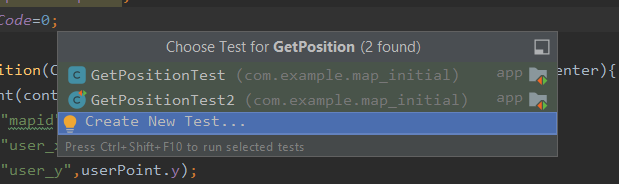 Code=0;
Choose Test for GetPosition (2 found)
ition(C
enter){
GetPositionTest (com.example.map_initial) app
nt(cont
GetPositionTest2 (com.example.map_initial) app
"mapid"
Create New Test...
"user_x
Press Ctrl+Shift+F10 to run selected tests
"user_y",userPoint.y);